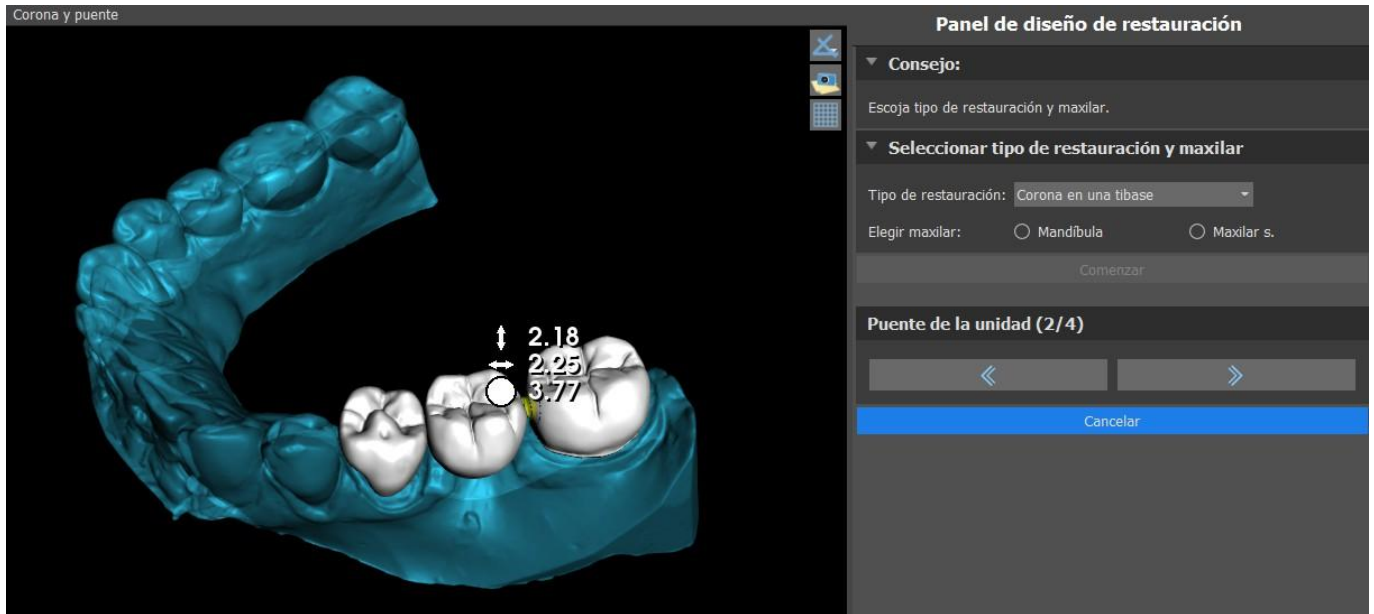 Corona y puente
2.18
2.25
3.77
Panel de diseño de restauración
Consejo:
Escoja tipo de restauración y maxilar.
Seleccionar tipo de restauración y maxilar
Tipo de restauración: Corona en una tibase
Elegir maxilar: Mandíbula Maxilar s.
Comenzar
Puente de la unidad (2/4)
Cancelar